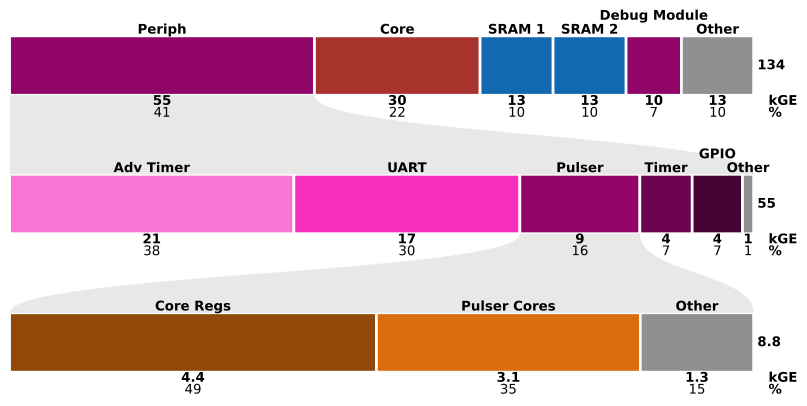 Debug Module
Periph Core SRAM 1 SRAM 2 Other
134
55 30 13 13 10 13 kGE
41 22 10 10 7 10 %
GPIO
Adv Timer UART Pulser Timer Other
55
21 17 9 4 4 1 kGE
38 30 16 7 7 1 %
Core Regs Pulser Cores Other
8.8
4.4 3.1 1.3 kGE
49 35 15 %